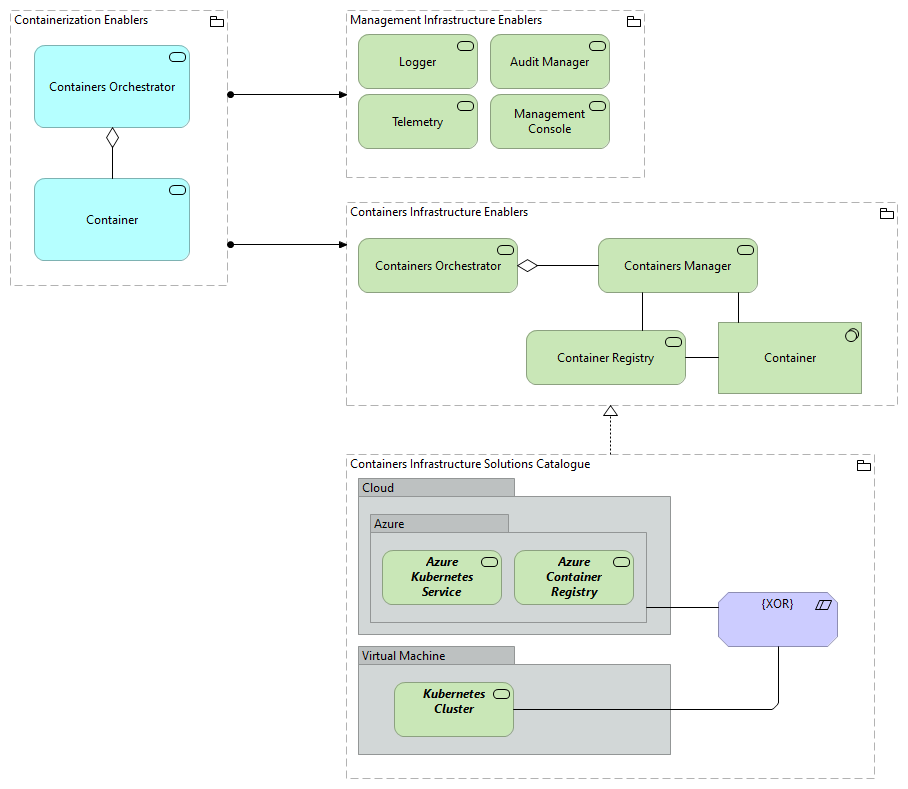 Containerization Enablers
Containers Orchestrator
Container
Management Infrastructure Enablers
Logger
Audit Manager
Telemetry
Management
Console
Containers Infrastructure Enablers
Containers Orchestrator
Containers Manager
Container Registry
Container
Containers Infrastructure Solutions Catalogue
Cloud
Azure
Azure
Kubernetes
Service
Azure
Container
Registry
{XOR}
Virtual Machine
Kubernetes
Cluster